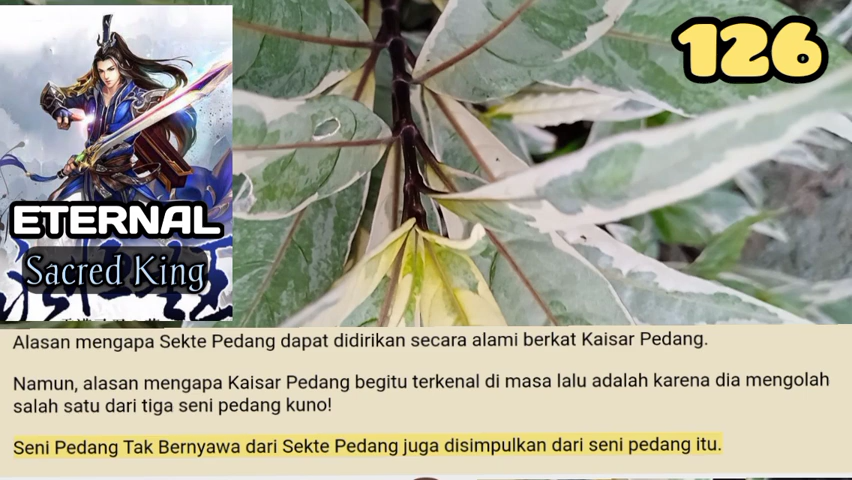 126
ETERNAL
Sacred King
Alasan mengapa Sekte Pedang dapat didirikan secara alami berkat Kaisar Pedang.
Namun, alasan mengapa Kaisar Pedang begitu terkenal di masa lalu adalah karena dia mengolah
salah satu dari tiga seni pedang kuno!
Seni Pedang Tak Bernyawa dari Sekte Pedang juga disimpulkan dari seni pedang itu.